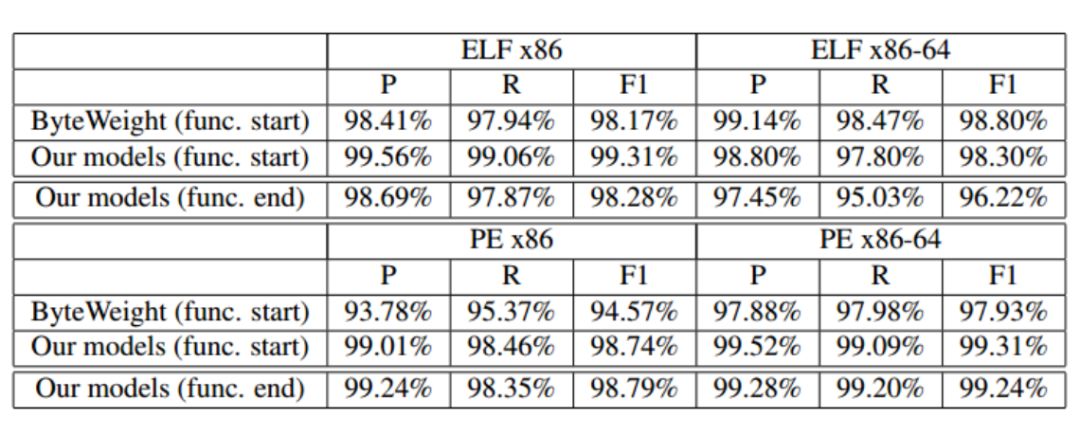 ELF x86 ELF x86-64
P R F1 P R F1
ByteWeight (func. start) 98.41% 97.94% 98.17% 99.14% 98.47% 98.80%
Our models (func. start) 99.56% 99.06% 99.31% 98.80% 97.80% 98.30%
Our models (func. end) 98.69% 97.87% 98.28% 97.45% 95.03% 96.22%
PE x86 PE x86-64
P R F1 P R F1
ByteWeight (func. start) 93.78% 95.37% 94.57% 97.88% 97.98% 97.93%
Our models (func. start) 99.01% 98.46% 98.74% 99.52% 99.09% 99.31%
Our models (func. end) 99.24% 98.35% 98.79% 99.28% 99.20% 99.24%